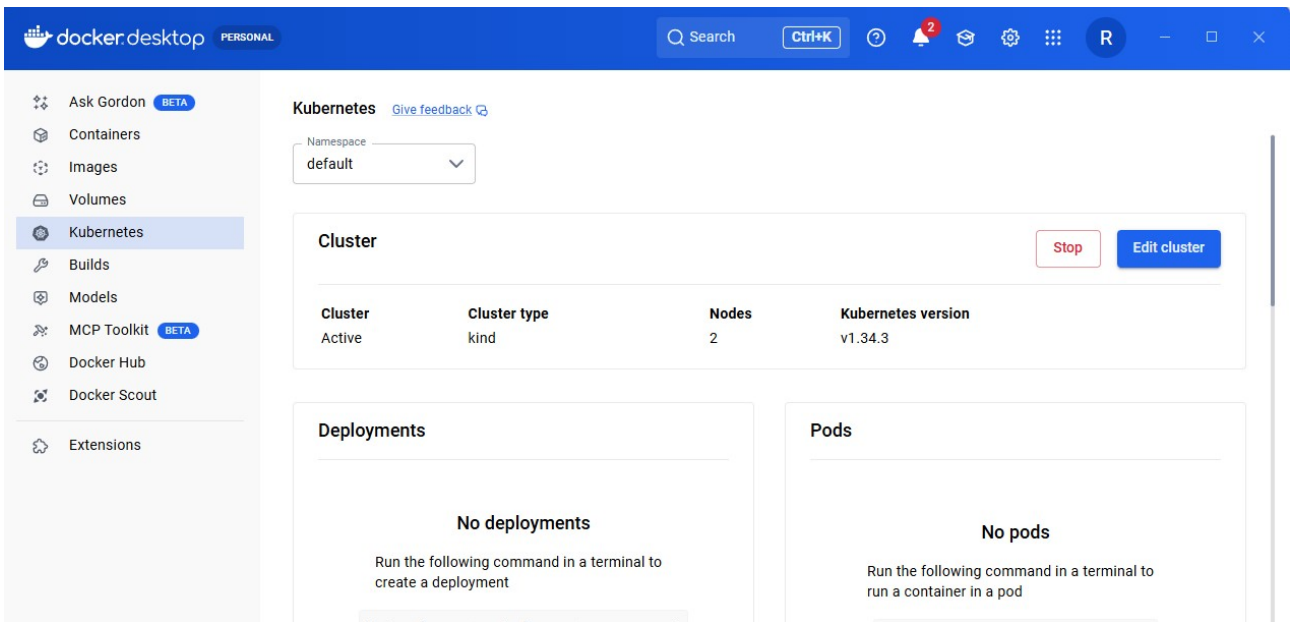 docker.desktop PERSONAL
Search Ctrl+K 2 R
Ask Gordon BETA
Containers
Images
Volumes
Kubernetes
Builds
Models
MCP Toolkit BETA
Docker Hub
Docker Scout
Extensions
Kubernetes Give feedback
Namespace
default
Cluster
Stop Edit cluster
Cluster Cluster type Nodes Kubernetes version
Active kind 2 v1.34.3
Deployments
No deployments
Run the following command in a terminal to
create a deployment
Pods
No pods
Run the following command in a terminal to
run a container in a pod